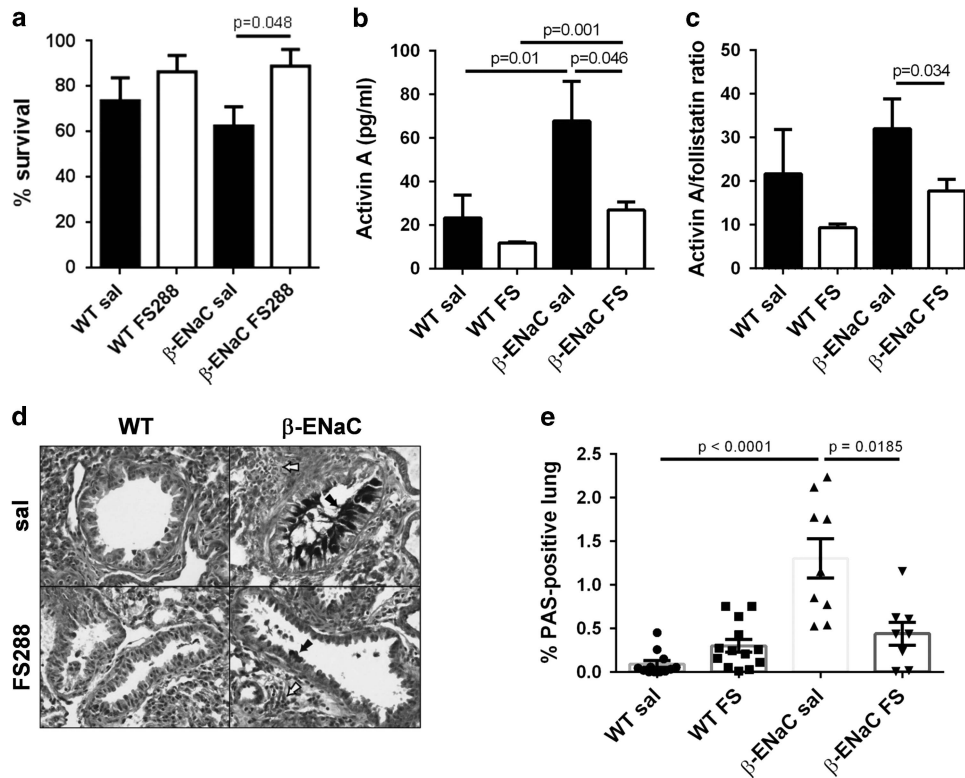 a
% survival
100
80
60
40
20
0
p=0.048
WT sal
WT FS288
β-ENaC sal
β-ENaC FS288
b
Activin A (pg/ml)
100
80
60
40
20
0
p=0.001
p=0.01
p=0.046
WT sal
WT FS
β-ENaC sal
β-ENaC FS
c
Activin A/follistatin ratio
50
40
30
20
10
0
p=0.034
WT sal
WT FS
β-ENaC sal
β-ENaC FS
d
WT
β-ENaC
sal
FS288
e
% PAS-positive lung
2.5
2.0
1.5
1.0
0.5
0.0
p < 0.0001
p = 0.0185
WT sal
WT FS
β-ENaC sal
β-ENaC FS